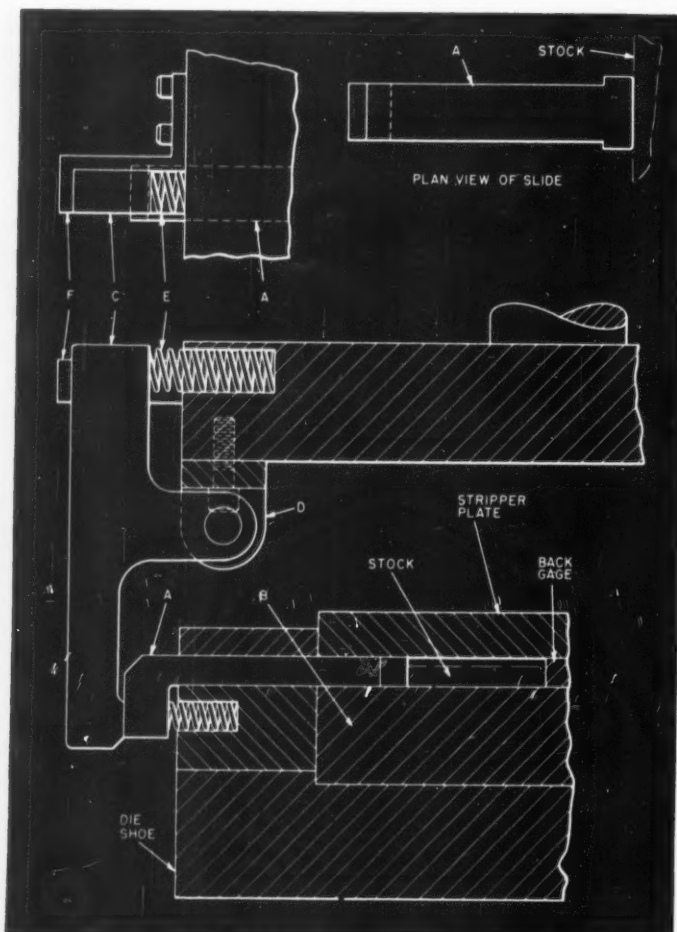 A
STOCK
PLAN VIEW OF SLIDE
F
C
E
A
D
STRIPPER
PLATE
STOCK
BACK
GAGE
A
B
DIE
SHOE